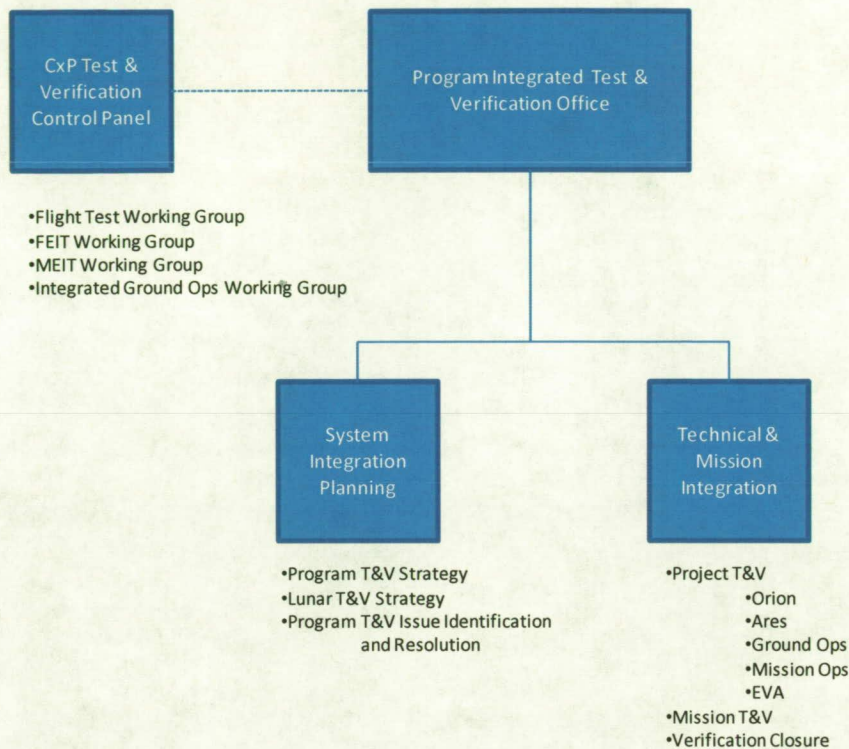 CxP Test &
Verification
Control Panel
Program Integrated Test &
Verification Office
•Flight Test Working Group
•FEIT Working Group
•MEIT Working Group
•Integrated Ground Ops Working Group
System
Integration
Planning
•Program T&V Strategy
•Lunar T&V Strategy
•Program T&V Issue Identification
and Resolution
Technical &
Mission
Integration
•Project T&V
•Orion
•Ares
•Ground Ops
•Mission Ops
•EVA
•Mission T&V
•Verification Closure